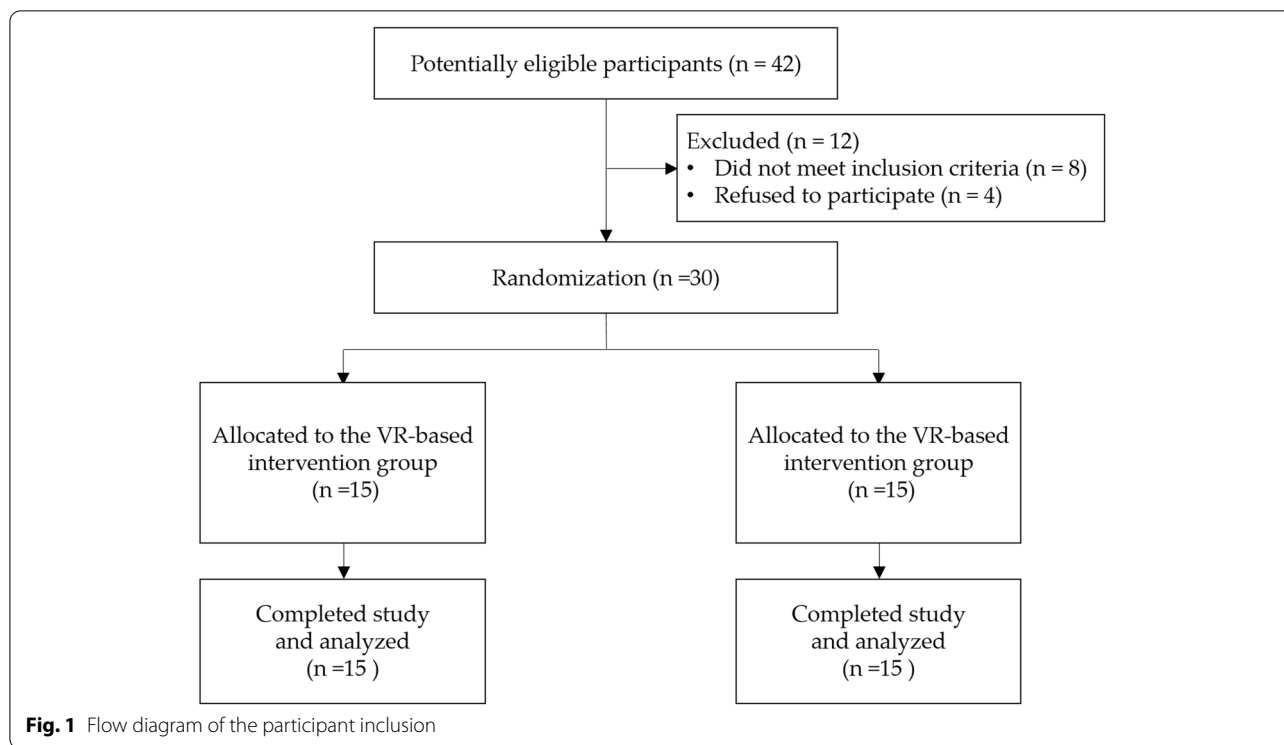 Potentially eligible participants (n = 42)
Excluded (n = 12)
• Did not meet inclusion criteria (n = 8)
• Refused to participate (n = 4)
Randomization (n =30)
Allocated to the VR-based
intervention group
(n =15)
Allocated to the VR-based
intervention group
(n =15)
Completed study
and analyzed
(n =15 )
Completed study
and analyzed
(n =15 )
Fig. 1 Flow diagram of the participant inclusion